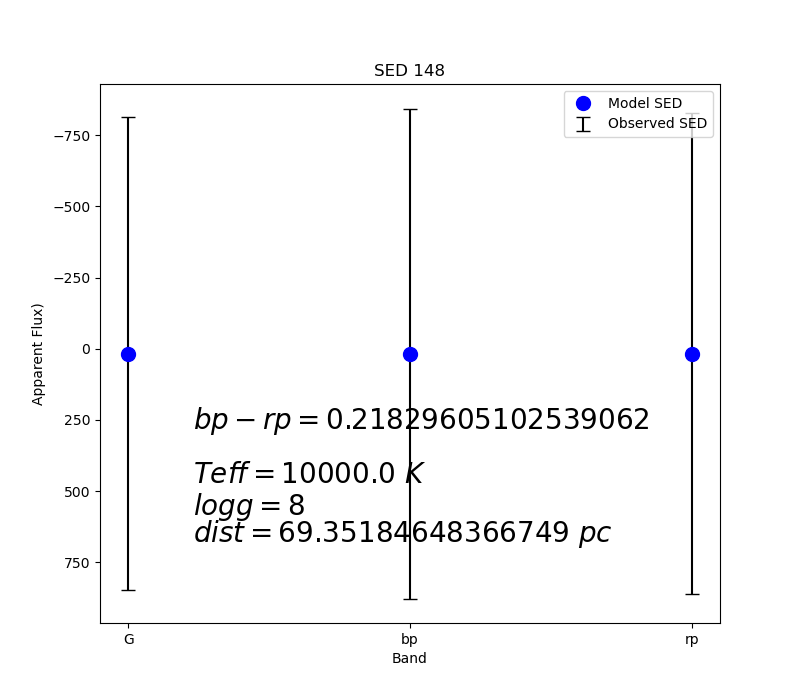 SED 148
Model SED
Observed SED
−750
−500
−250
0
250
500
750
Apparent Flux)
bp − rp = 0.21829605102539062
Teff = 10000.0 K
logg = 8
dist = 69.35184648366749 pc
G
bp
rp
Band